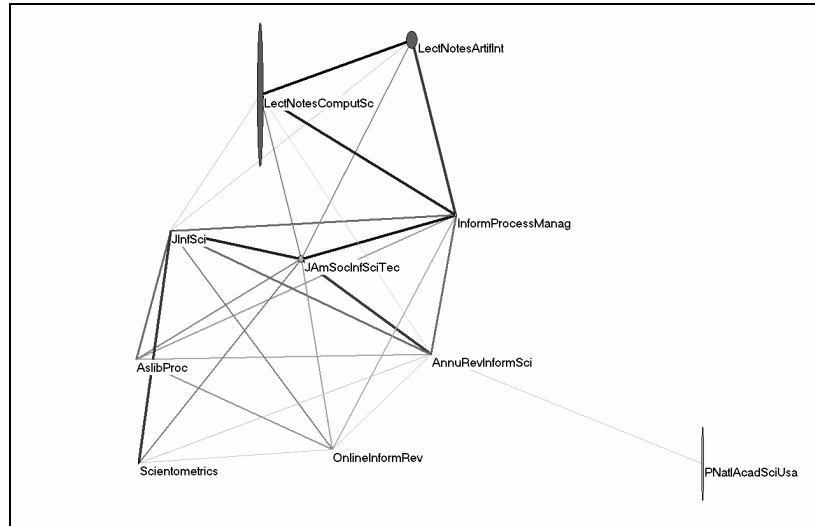 LectNotesArtifInt
LectNotesComputSc
InformProcessManag
JInfSci
JAmSocInfSciTec
AslibProc
AnnuRevInformSci
OnlineInformRev
Scientometrics
PNatlAcadSciUsa